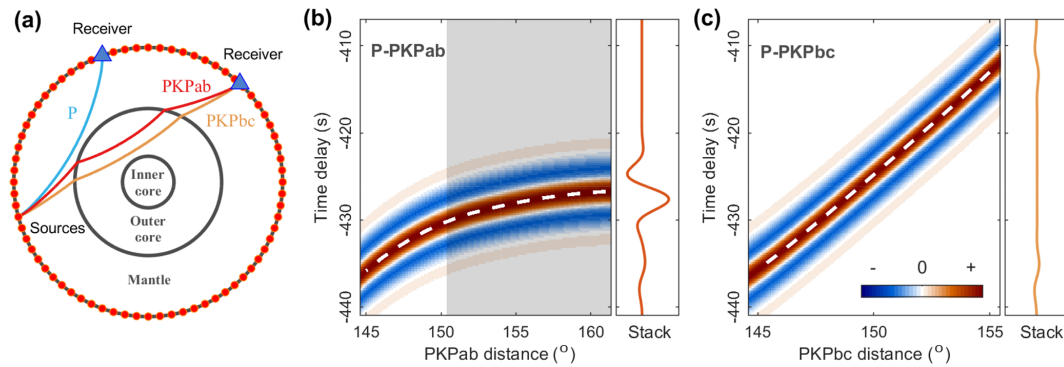 (a)
Receiver
Receiver
P
PKPab
PKPbc
Inner
core
Outer
core
Sources
Mantle
(b)
P-PKPab
Time delay (s)
-410
-420
-430
-440
145 150 155 160
PKPab distance (°)
Stack
(c)
P-PKPbc
Time delay (s)
-410
-420
-430
-440
- 0 +
145 150 155
PKPbc distance (°)
Stack